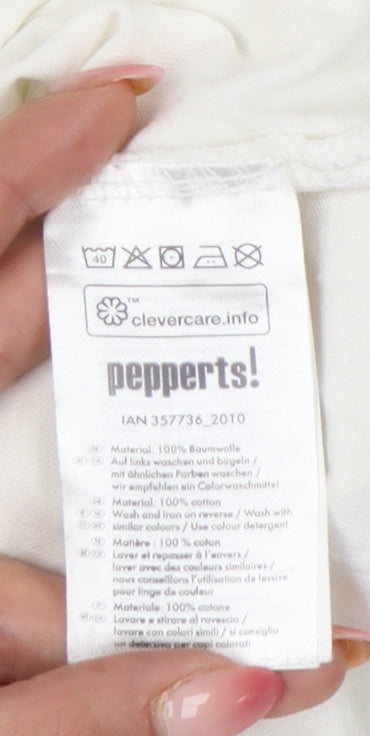 40
TM
clevercare.info
pepperts!
IAN 357736_2010
Material: 100% Baumwolle
Auf links waschen und bügeln /
mit ähnlichen Farben waschen /
wir empfehlen ein Colorwaschmittel
Material: 100% cotton
Wash and iron on reverse / Wash with
similar colours / Use colour detergent
Matière: 100 % coton
Laver et repasser à l'envers /
laver avec des couleurs similaires /
nous conseillons l'utilisation de lessive
pour linge de couleur
Materiale: 100% cotone
Lavare e stirare al rovescio /
lavare con colori simili / si consiglia
un detersivo per capi colorati